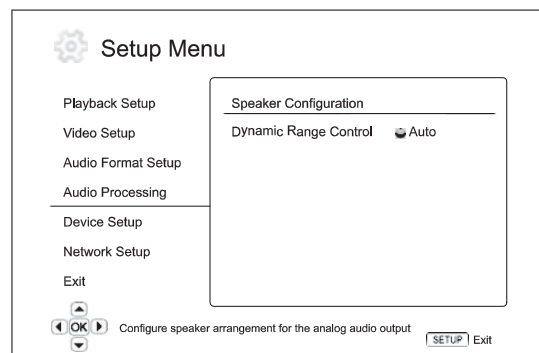 Setup Menu
Playback Setup
Video Setup
Audio Format Setup
Audio Processing
Device Setup
Network Setup
Exit
Speaker Configuration
Dynamic Range Control Auto
OK Configure speaker arrangement for the analog audio output
SETUP Exit